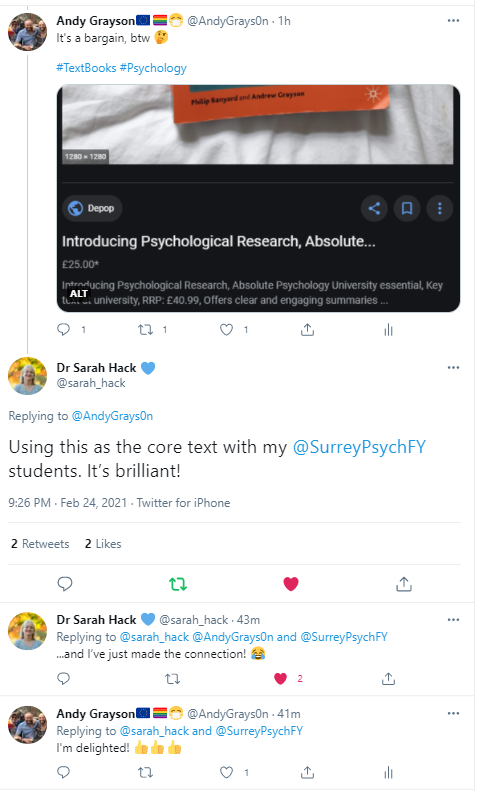 Andy Grayson🇪🇺🏳️‍🌈😷 @AndyGrays0n · 1h
It's a bargain, btw 🤔
#TextBooks #Psychology
Philip Banyard and Andrew Grayson
1280 × 1280
Depop
Introducing Psychological Research, Absolute...
£25.00*
Introducing Psychological Research, Absolute Psychology University essential, Key
text at university, RRP: £40.99, Offers clear and engaging summaries ...
ALT
1 1 1
Dr Sarah Hack 💙
@sarah_hack
Replying to @AndyGrays0n
Using this as the core text with my @SurreyPsychFY
students. It's brilliant!
9:26 PM · Feb 24, 2021 · Twitter for iPhone
2 Retweets 2 Likes
Dr Sarah Hack 💙 @sarah_hack · 43m
Replying to @sarah_hack @AndyGrays0n and @SurreyPsychFY
...and I've just made the connection! 😂
2
Andy Grayson🇪🇺🏳️‍🌈😷 @AndyGrays0n · 41m
Replying to @sarah_hack and @SurreyPsychFY
I'm delighted! 👍👍👍
1